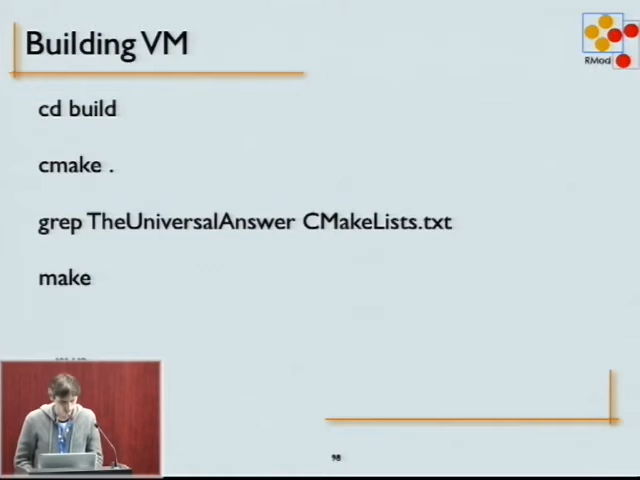 Building VM
RMod
cd build
cmake .
grep TheUniversalAnswer CMakeLists.txt
make
98